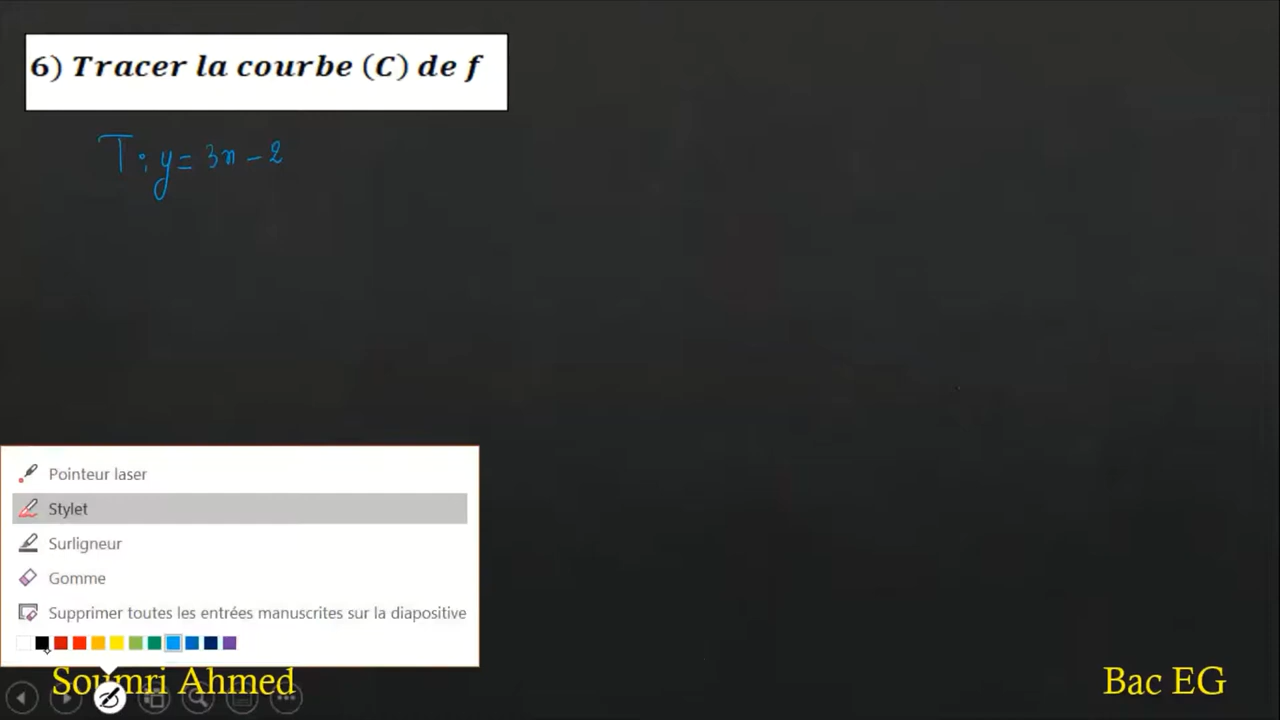 6) Tracer la courbe (C) de f
T : y = 3x - 2
Pointeur laser
Stylet
Surligneur
Gomme
Supprimer toutes les entrées manuscrites sur la diapositive
Soumri Ahmed
Bac EG